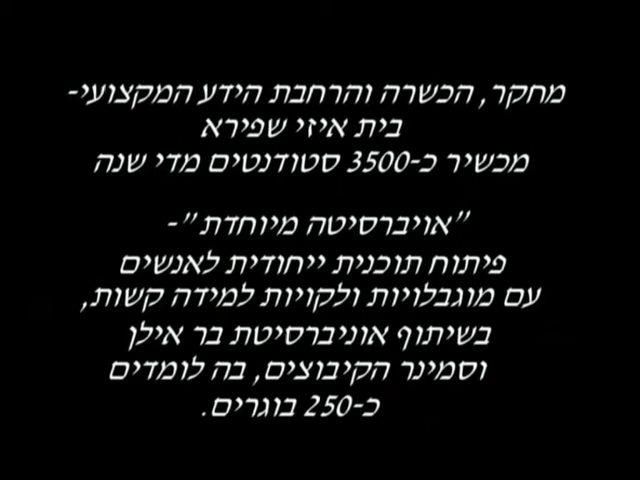 מחקר, הכשרה והרחבת הידע המקצועי-
בית איזי שפירא
מכשיר כ-3500 סטודנטים מדי שנה
"אויברסיטה מיוחדת"-
פיתוח תוכנית ייחודית לאנשים
עם מוגבלויות ולקויות למידה קשות,
בשיתוף אוניברסיטת בר אילן
וסמינר הקיבוצים, בה לומדים
כ-250 בוגרים.